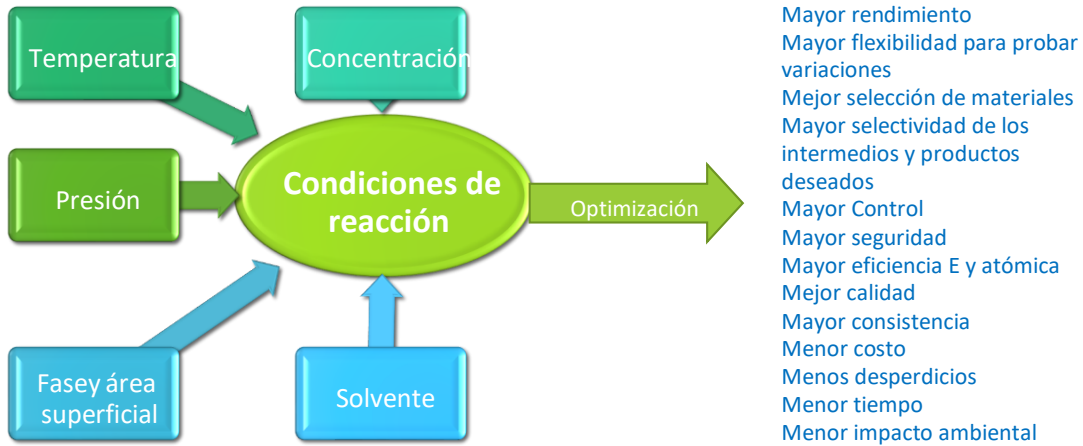 Temperatura
Concentración
Presión
Condiciones de
reacción
Optimización
Fasey área
superficial
Solvente
Mayor rendimiento
Mayor flexibilidad para probar
variaciones
Mejor selección de materiales
Mayor selectividad de los
intermedios y productos
deseados
Mayor Control
Mayor seguridad
Mayor eficiencia E y atómica
Mejor calidad
Mayor consistencia
Menor costo
Menos desperdicios
Menor tiempo
Menor impacto ambiental